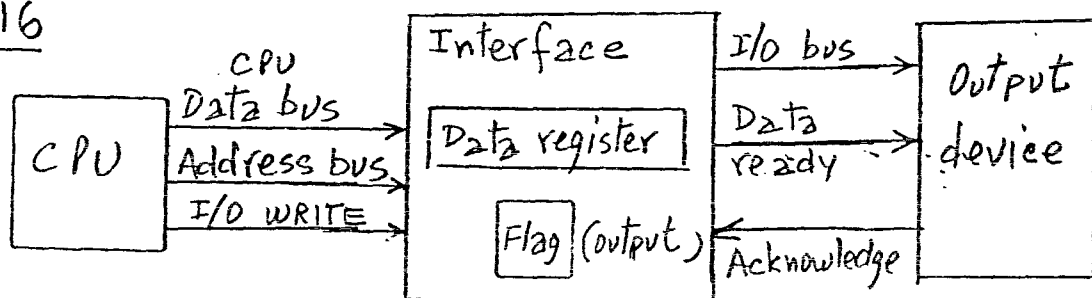 16
CPU
Data bus
Address bus
I/O WRITE
CPU
Interface
Data register
Flag (output)
I/O bus
Data
ready
Acknowledge
Output
device